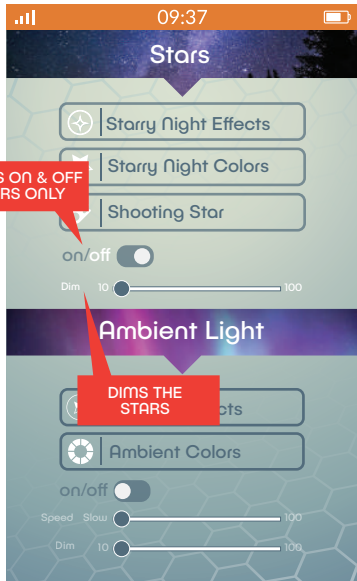 09:37
Stars
Starry Night Effects
Starry Night Colors
S ON & OFF
RS ONLY
Shooting Star
on/off
Dim 10 100
Ambient Light
DIMS THE
STARS
cts
Ambient Colors
on/off
Speed Slow 100
Dim 10 100